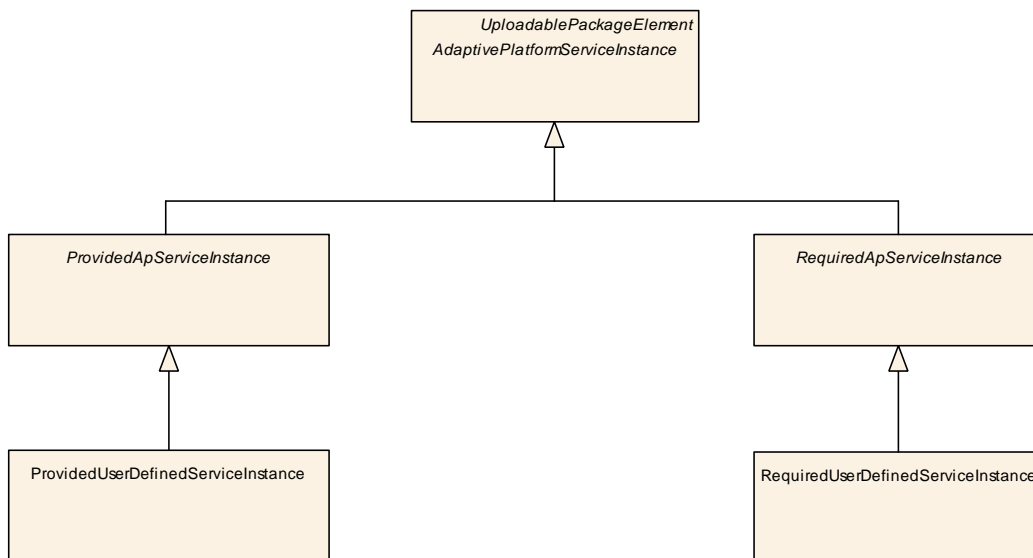 UploadablePackageElement
AdaptivePlatformServiceInstance
ProvidedApServiceInstance
RequiredApServiceInstance
ProvidedUserDefinedServiceInstance
RequiredUserDefinedServiceInstance